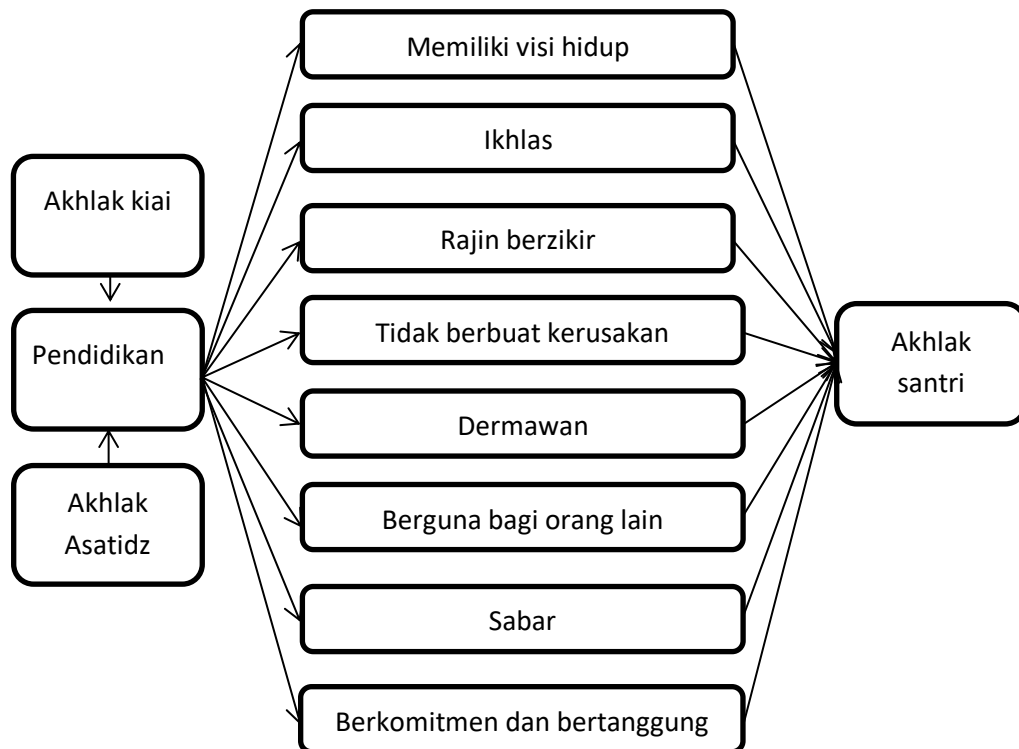 Akhlak kiai
Pendidikan
Akhlak
Asatidz
Memiliki visi hidup
Ikhlas
Rajin berzikir
Tidak berbuat kerusakan
Dermawan
Berguna bagi orang lain
Sabar
Berkomitmen dan bertanggung
Akhlak
santri